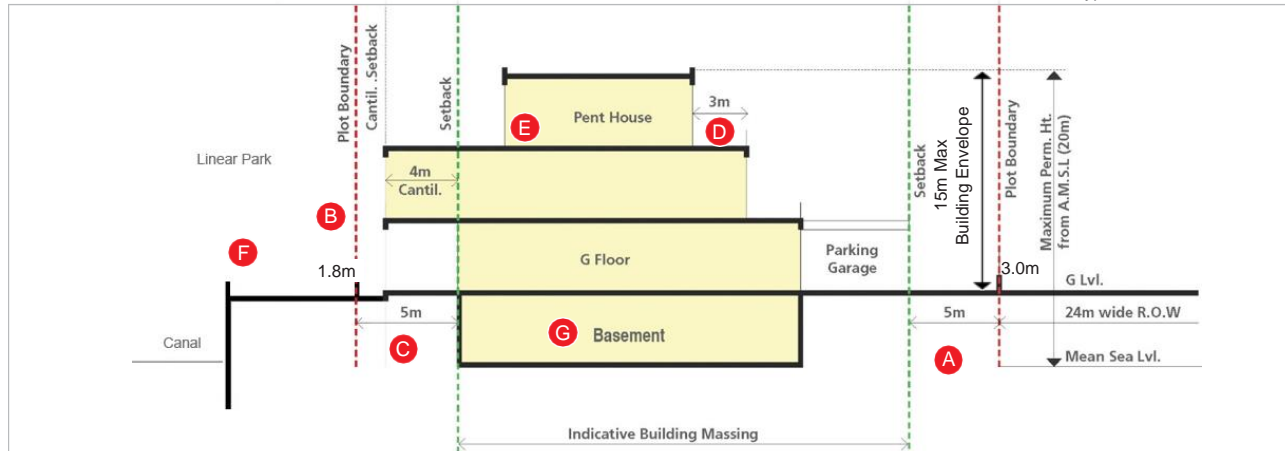 Plot Boundary
Cantil. .Setback
Setback
Linear Park
Pent House
E
3m
D
4m
Cantil.
B
F
1.8m
G Floor
Parking
Garage
Setback
15m Max
Building Envelope
Plot Boundary
Maximum Perm. Ht.
from A.M.S.L (20m)
3.0m
G Lvl.
5m
C
G
Basement
5m
A
24m wide R.O.W
Canal
Mean Sea Lvl.
Indicative Building Massing